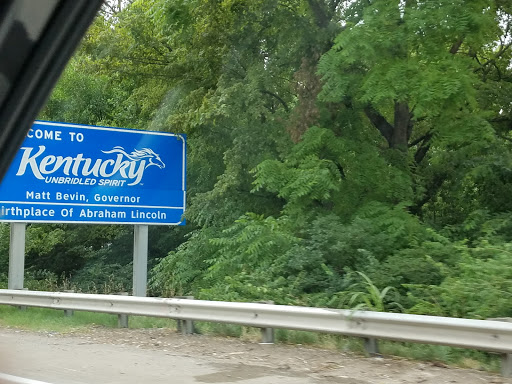 COME TO
Kentucky
UNBRIDLED SPIRIT
Matt Bevin, Governor
irthplace Of Abraham Lincoln